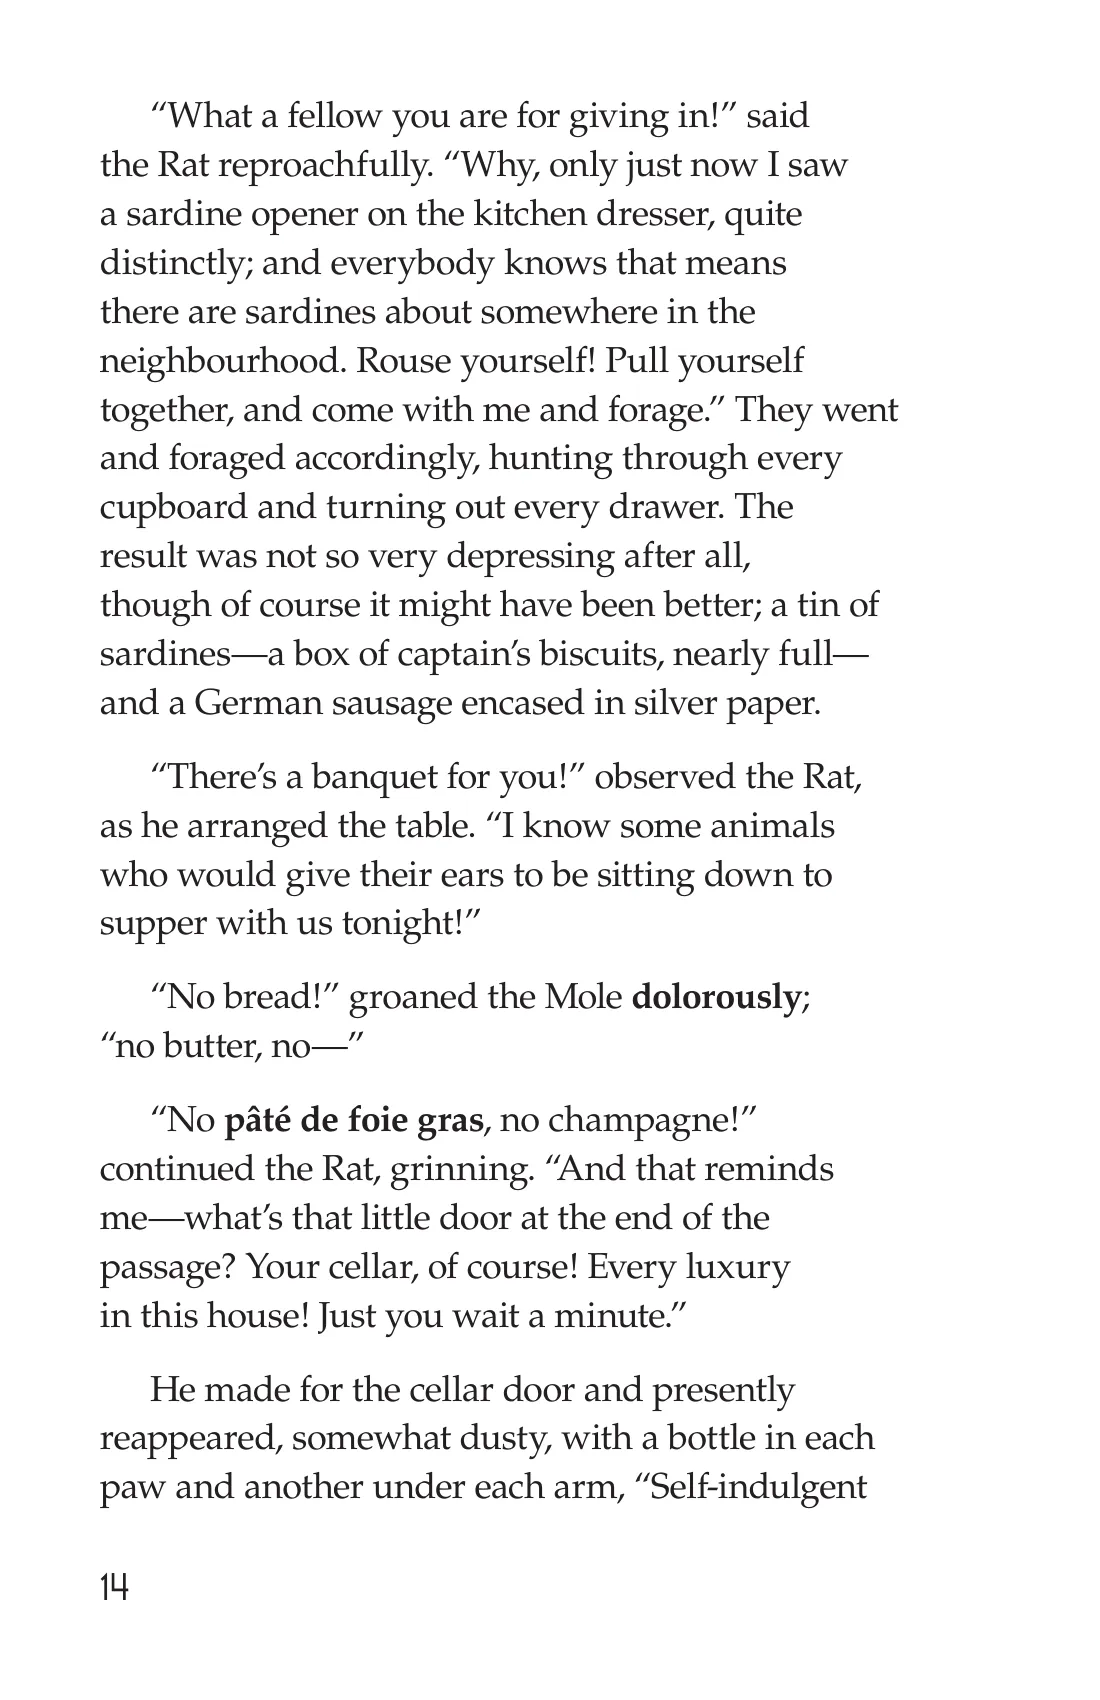 “What a fellow you are for giving in!” said
the Rat reproachfully. “Why, only just now I saw
a sardine opener on the kitchen dresser, quite
distinctly; and everybody knows that means
there are sardines about somewhere in the
neighbourhood. Rouse yourself! Pull yourself
together, and come with me and forage.” They went
and foraged accordingly, hunting through every
cupboard and turning out every drawer. The
result was not so very depressing after all,
though of course it might have been better; a tin of
sardines—a box of captain’s biscuits, nearly full—
and a German sausage encased in silver paper.
“There’s a banquet for you!” observed the Rat,
as he arranged the table. “I know some animals
who would give their ears to be sitting down to
supper with us tonight!”
“No bread!” groaned the Mole dolorously;
“no butter, no—”
“No pâté de foie gras, no champagne!”
continued the Rat, grinning. “And that reminds
me—what’s that little door at the end of the
passage? Your cellar, of course! Every luxury
in this house! Just you wait a minute.”
He made for the cellar door and presently
reappeared, somewhat dusty, with a bottle in each
paw and another under each arm, “Self-indulgent
14